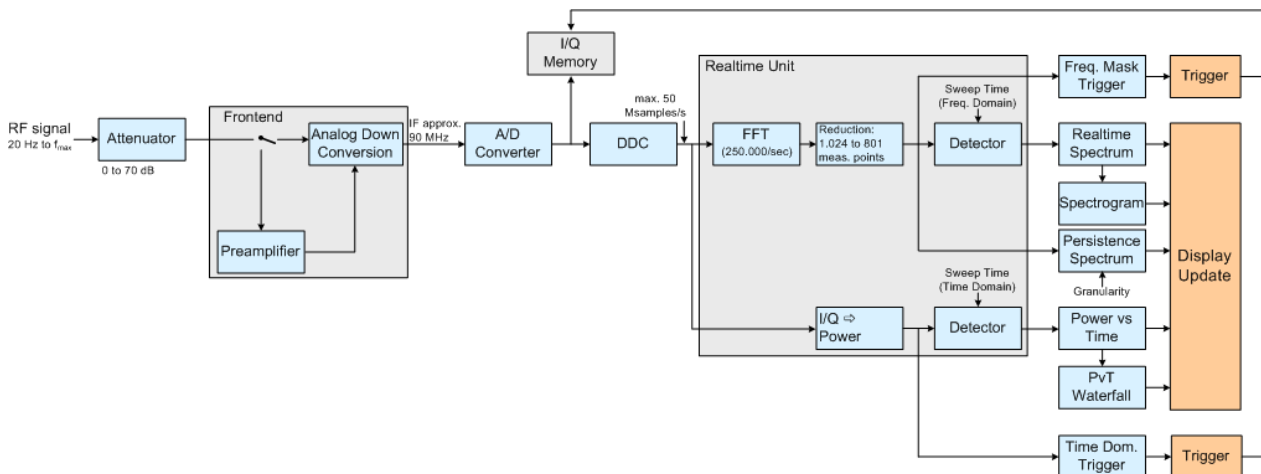 I/Q
Memory
Realtime Unit
Freq. Mask
Trigger
Trigger
max. 50
Msamples/s
Sweep Time
(Freq. Domain)
RF signal
20 Hz to fmax
Attenuator
0 to 70 dB
Frontend
Analog Down
Conversion
IF approx.
90 MHz
A/D
Converter
DDC
FFT
(250.000/sec)
Reduction:
1.024 to 801
meas. points
Detector
Realtime
Spectrum
Spectrogram
Preamplifier
Persistence
Spectrum
Granularity
Display
Update
Sweep Time
(Time Domain)
I/Q ⇨
Power
Detector
Power vs
Time
PvT
Waterfall
Time Dom.
Trigger
Trigger